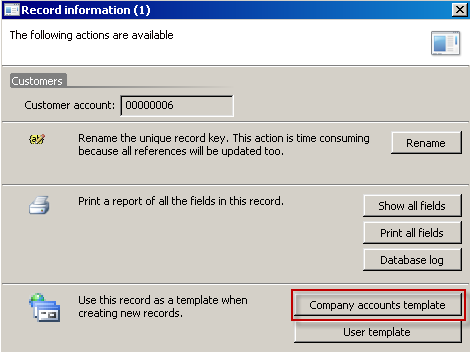 Record information (1)
The following actions are available
Customers
Customer account: 00000006
Rename the unique record key. This action is time consuming
because all references will be updated too.
Rename
Print a report of all the fields in this record.
Show all fields
Print all fields
Database log
Use this record as a template when
creating new records.
Company accounts template
User template